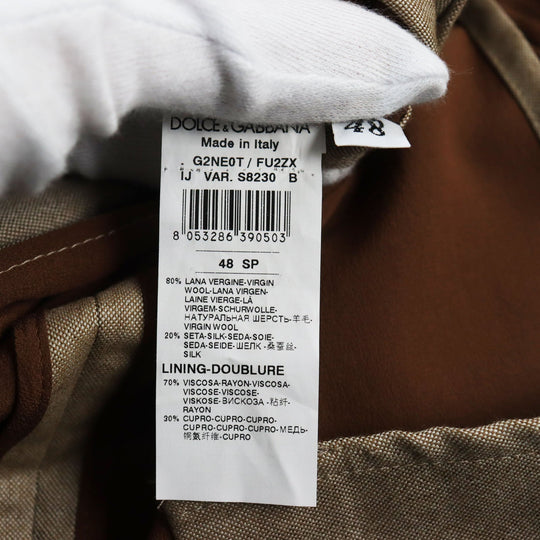 DOLCE & GABBANA
Made in Italy
G2NE0T / FU2ZX
IJ VAR. S8230 B
8 053286 390503
48 SP
80% LANA VERGINE-VIRGIN
WOOL-LANA VIRGEN-
LAINE VIERGE-LÃ
VIRGEM-SCHURWOLLE-
НАТУРАЛЬНАЯ ШЕРСТЬ-羊毛-
VIRGIN WOOL
20% SETA-SILK-SEDA-SOIE-
SEDA-SEIDE-ШЕЛК -桑蚕丝-
SILK
LINING-DOUBLURE
70% VISCOSA-RAYON-VISCOSA-
VISCOSE-VISCOSE-
VISKOSE-ВИСКОЗА -粘纤-
RAYON
30% CUPRO-CUPRO-CUPRO-
CUPRO-CUPRO-CUPRO-МЕДЬ-
铜氨纤维-CUPRO
48